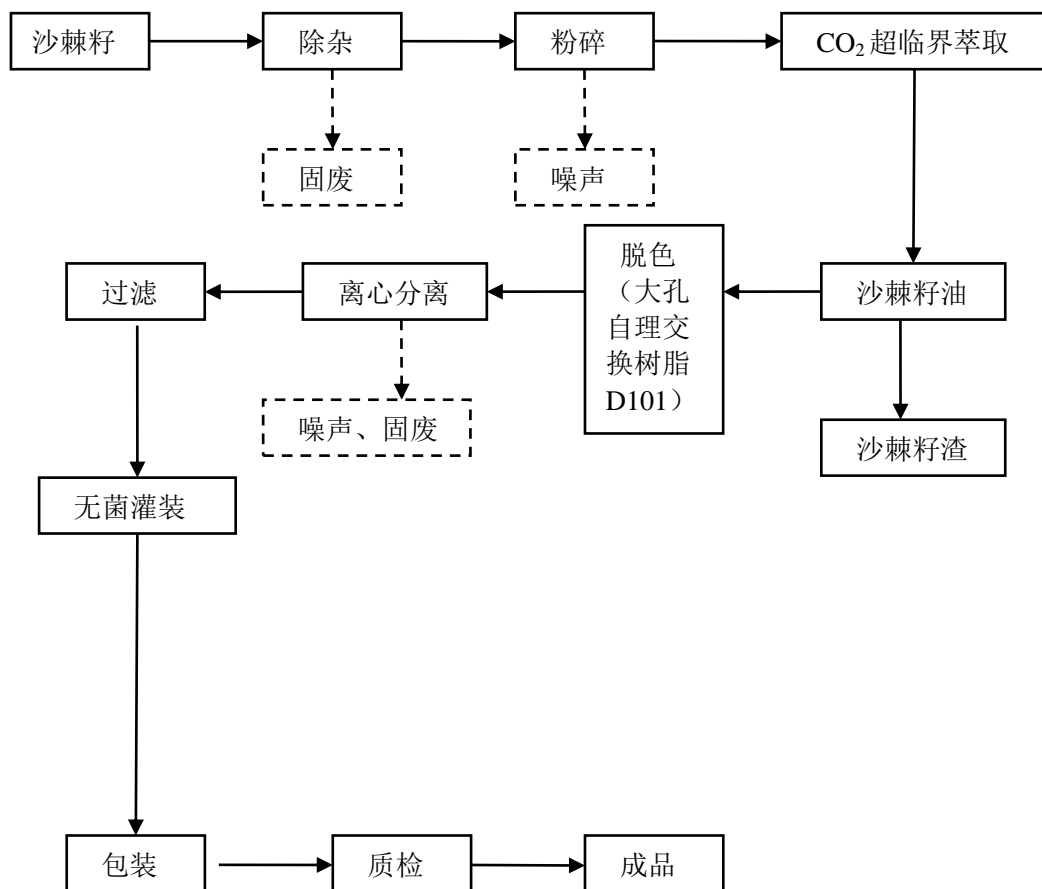 沙棘籽
除杂
粉碎
CO₂超临界萃取
固废
噪声
过滤
离心分离
脱色
（大孔
自理交
换树脂
D101）
沙棘籽油
噪声、固废
沙棘籽渣
无菌灌装
包装
质检
成品